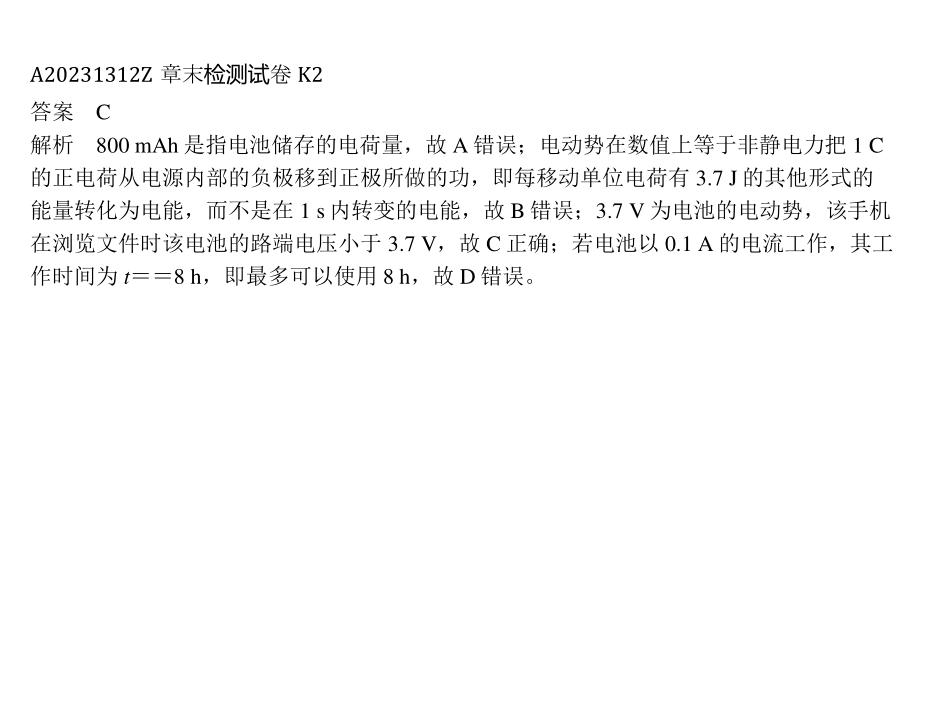 A20231312Z 章末检测试卷 K2
答案　C
解析　800 mAh 是指电池储存的电荷量，故 A 错误；电动势在数值上等于非静电力把 1 C
的正电荷从电源内部的负极移到正极所做的功，即每移动单位电荷有 3.7 J 的其他形式的
能量转化为电能，而不是在 1 s 内转变的电能，故 B 错误；3.7 V 为电池的电动势，该手机
在浏览文件时该电池的路端电压小于 3.7 V，故 C 正确；若电池以 0.1 A 的电流工作，其工
作时间为 t＝＝8 h，即最多可以使用 8 h，故 D 错误。